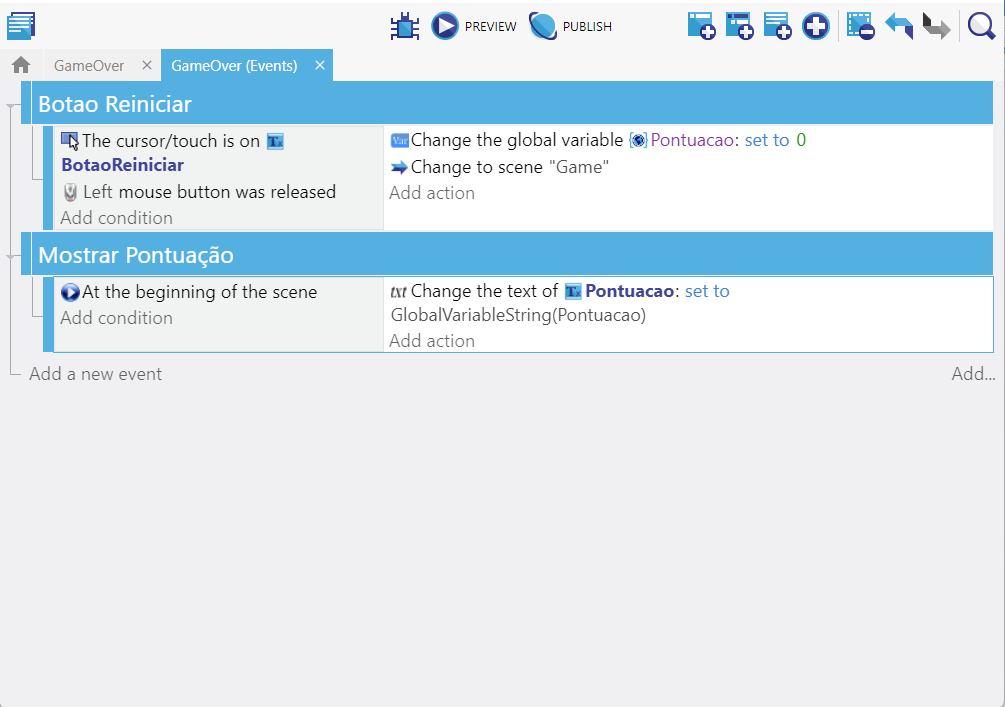 PREVIEW PUBLISH
GameOver × GameOver (Events) ×
Botao Reiniciar
The cursor/touch is on
BotaoReiniciar
Left mouse button was released
Add condition
Var Change the global variable Pontuacao: set to 0
Change to scene "Game"
Add action
Mostrar Pontuação
At the beginning of the scene
Add condition
txt Change the text of Pontuacao: set to
GlobalVariableString(Pontuacao)
Add action
Add a new event Add...